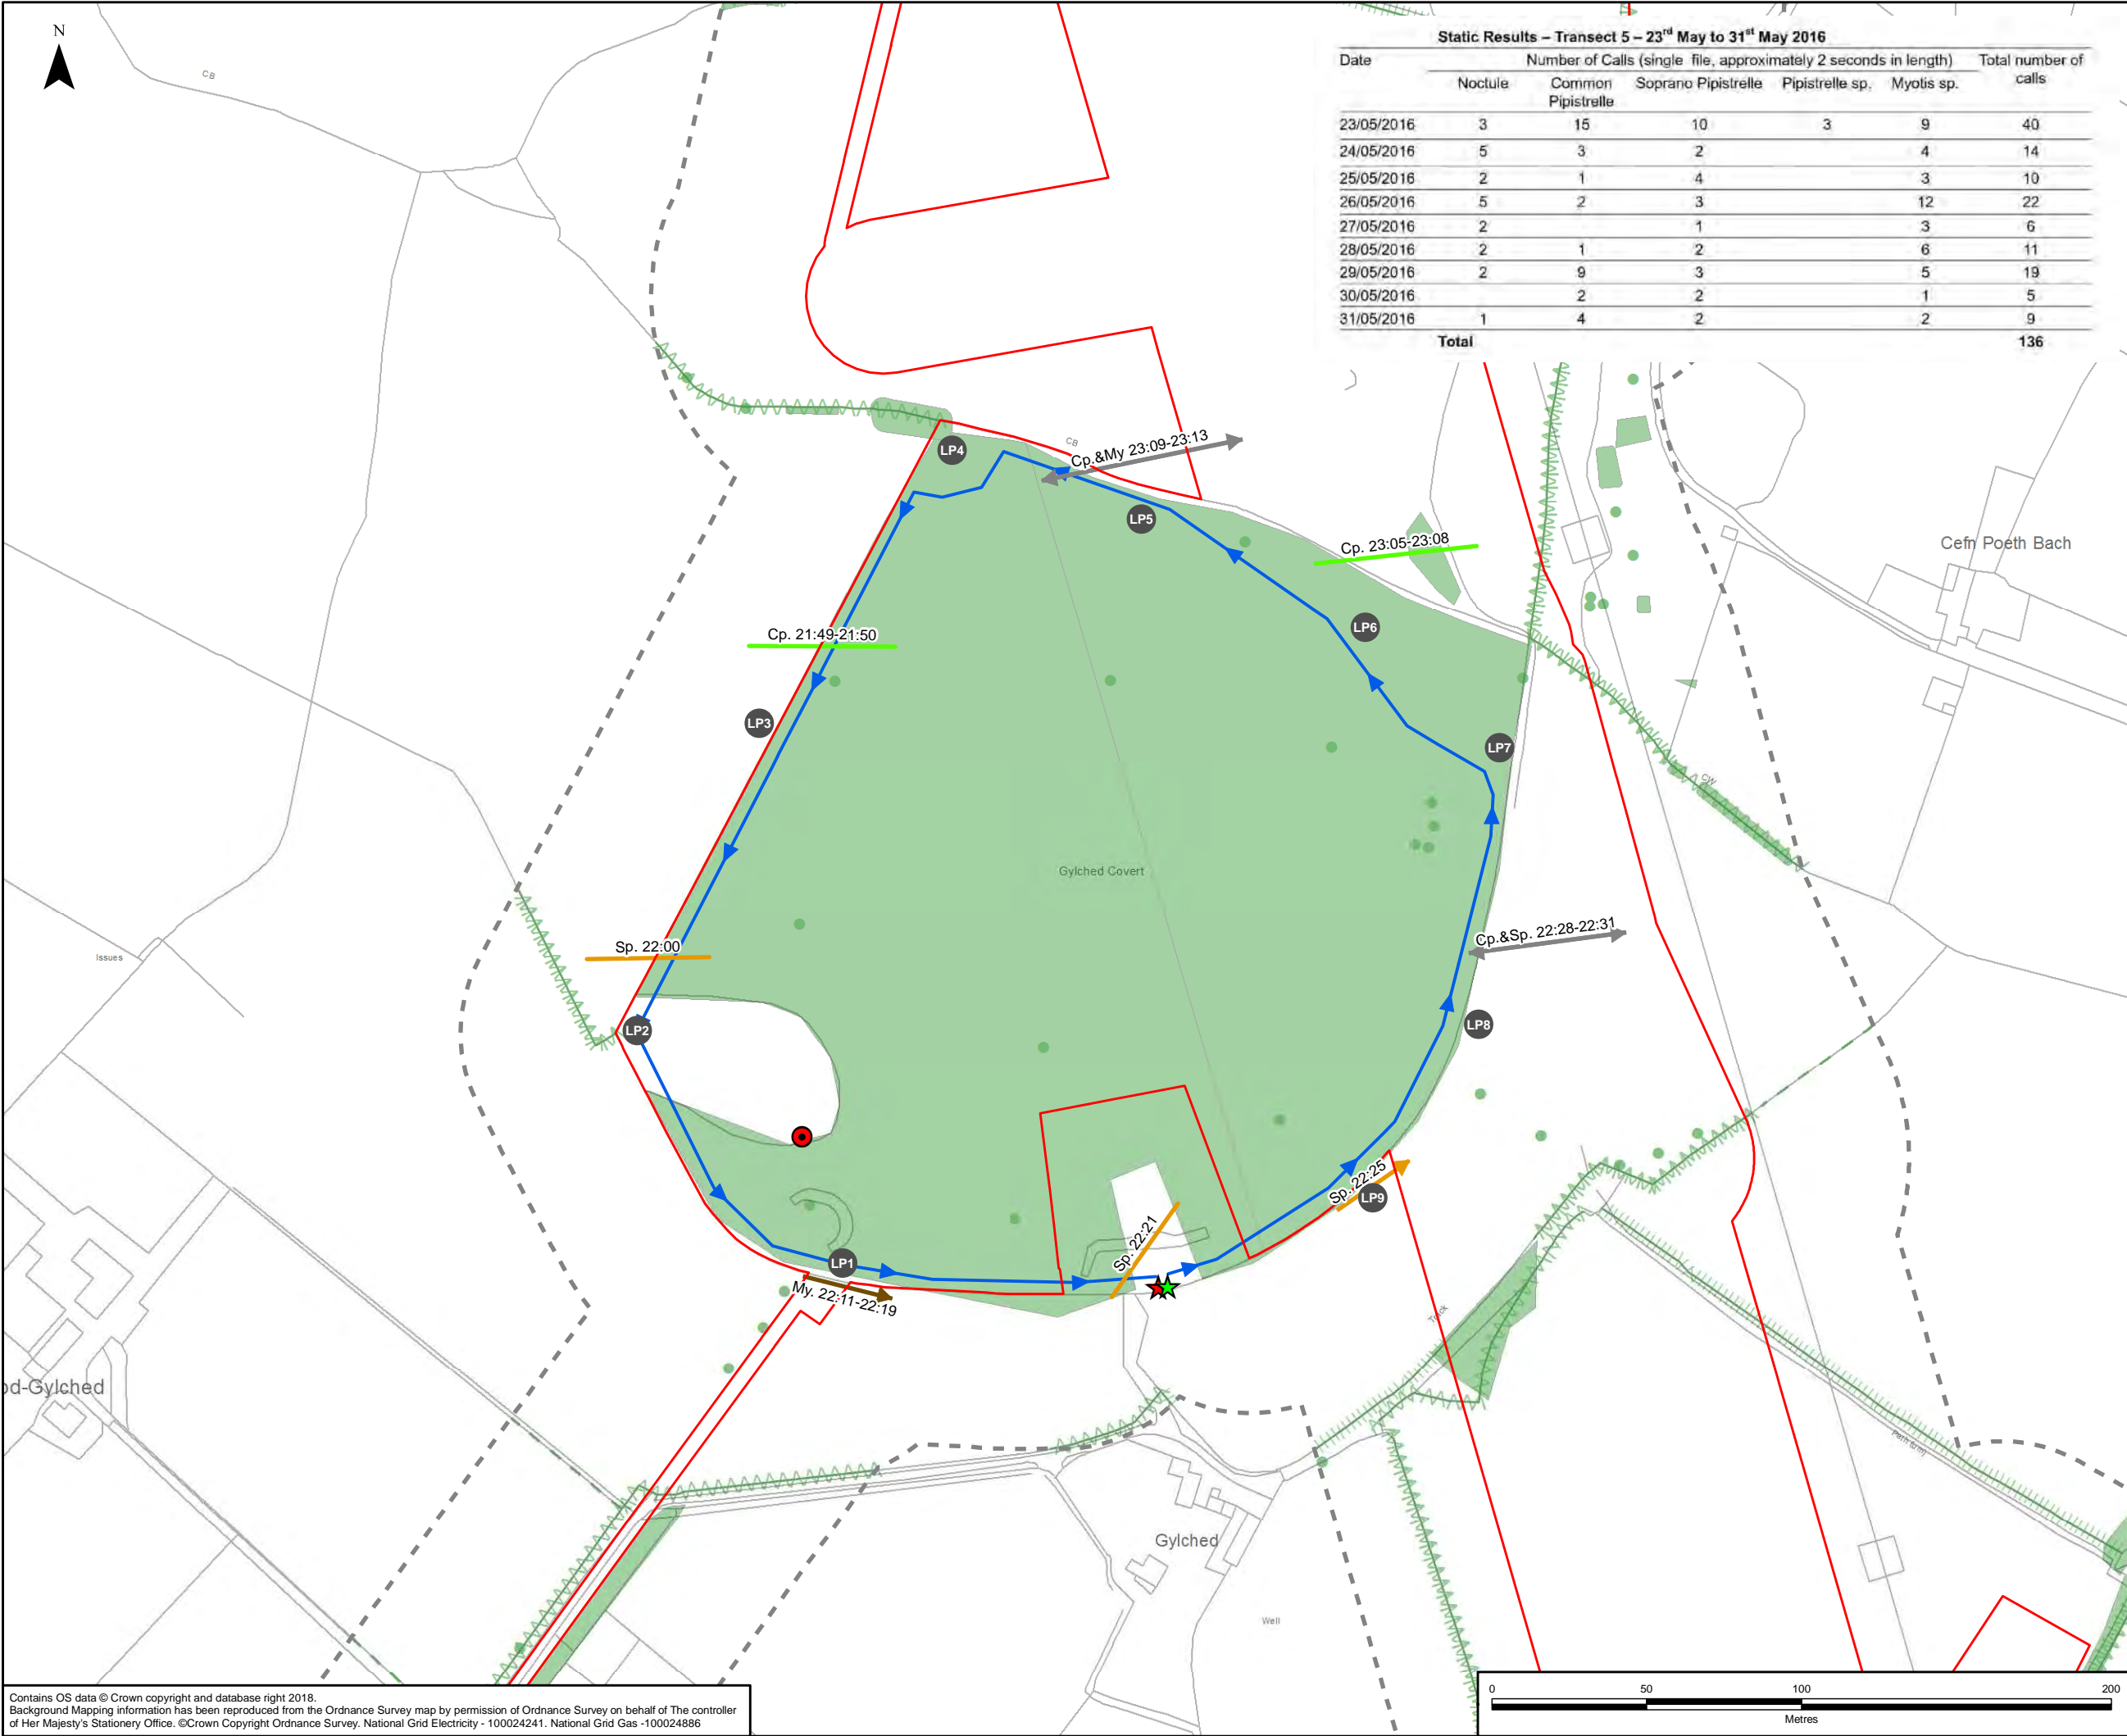 N
CB
Static Results – Transect 5 – 23rd May to 31st May 2016
Date Number of Calls (single file, approximately 2 seconds in length) Total number of calls
Noctule Common Pipistrelle Soprano Pipistrelle Pipistrelle sp. Myotis sp.
23/05/2016 3 15 10 3 9 40
24/05/2016 5 3 2 4 14
25/05/2016 2 1 4 3 10
26/05/2016 5 2 3 12 22
27/05/2016 2 1 3 6
28/05/2016 2 1 2 6 11
29/05/2016 2 9 3 5 19
30/05/2016 2 2 1 5
31/05/2016 1 4 2 2 9
Total 136
CB
Cp.&My 23:09-23:13
LP4
LP5
Cp. 23:05-23:08
Cefn Poeth Bach
LP6
Cp. 21:49-21:50
LP3
LP7
CW
Gylched Covert
Cp.&Sp. 22:28-22:31
Sp. 22:00
Issues
LP2
LP8
Sp. 22:25
LP9
Sp. 22:21
LP1
My. 22:11-22:19
Track
od-Gylched
Path (um)
Gylched
Well
Contains OS data © Crown copyright and database right 2018.
Background Mapping information has been reproduced from the Ordnance Survey map by permission of Ordnance Survey on behalf of The controller
of Her Majesty's Stationery Office. ©Crown Copyright Ordnance Survey. National Grid Electricity - 100024241. National Grid Gas -100024886
0 50 100 200
Metres